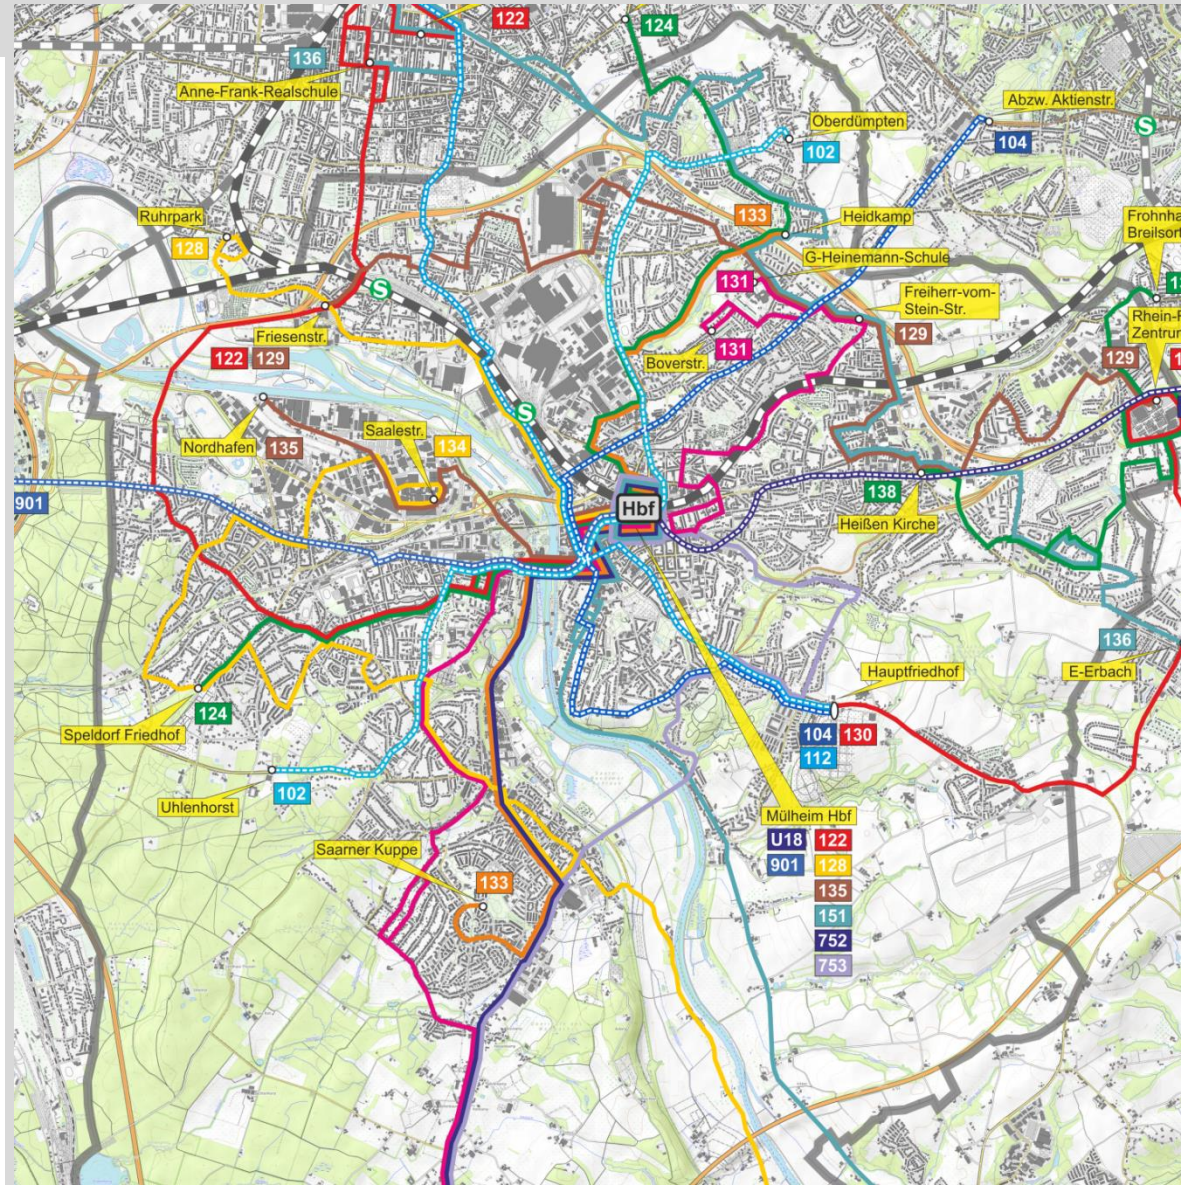 122
124
136
Anne-Frank-Realschule
Abzw. Aktienstr.
S
104
Oberdümpten
102
Ruhrpark
128
133
Heidkamp
G-Heinemann-Schule
131
Frohnha
Breilsort
S
Friesenstr.
122
129
Freiherr-vom-
Stein-Str.
129
131
Boverstr.
Rhein-R
Zentrum
129
S
Nordhafen
135
Saalestr.
134
901
Hbf
138
Heißen Kirche
136
E-Erbach
Hauptfriedhof
104
130
112
124
Speldorf Friedhof
Uhlenhorst
102
Mülheim Hbf
U18
122
901
128
135
151
752
753
Saarner Kuppe
133